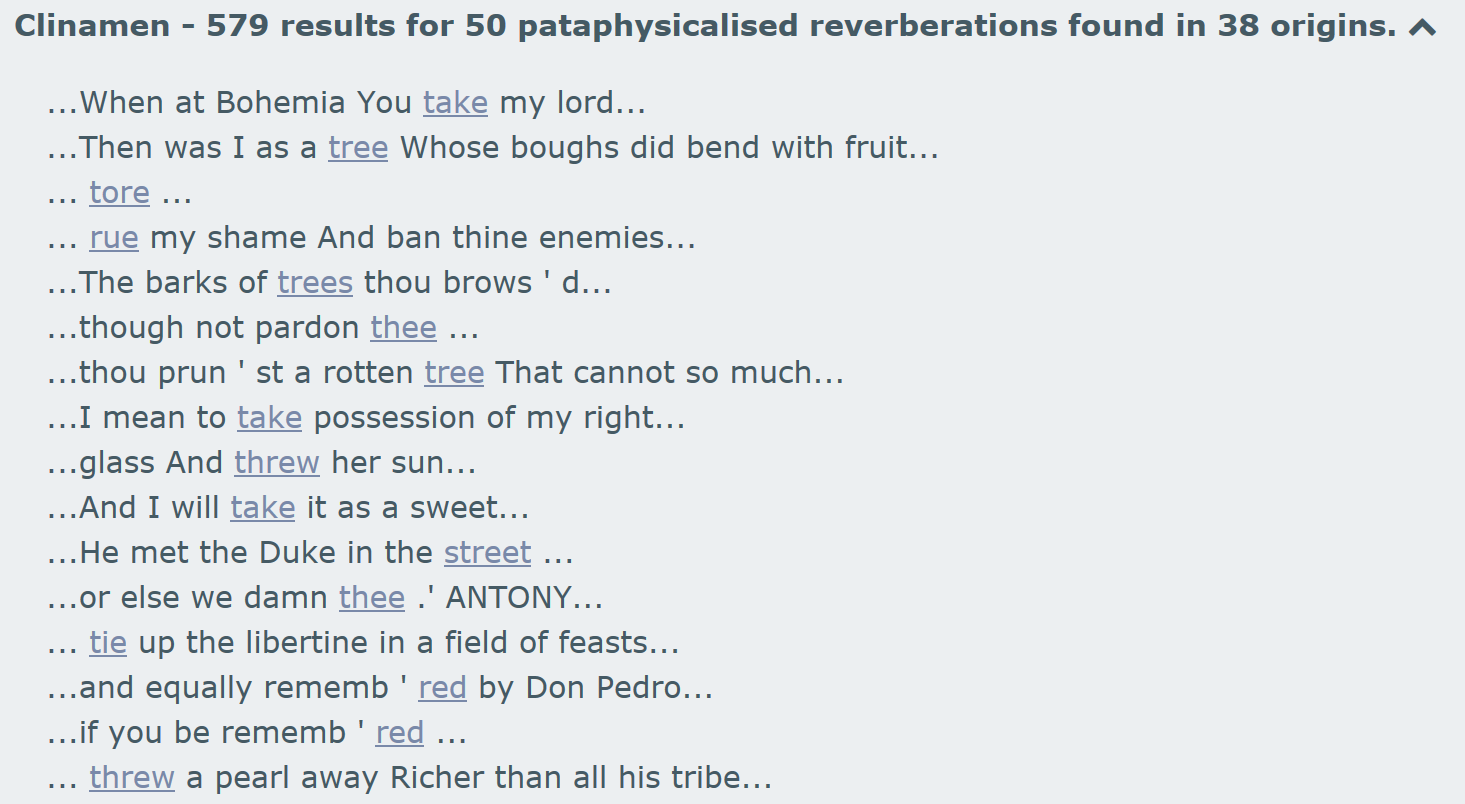 Clinamen - 579 results for 50 pataphysicalised reverberations found in 38 origins.
...When at Bohemia You take my lord...
...Then was I as a tree Whose boughs did bend with fruit...
... tore ...
... rue my shame And ban thine enemies...
...The barks of trees thou brows ' d...
...though not pardon thee ...
...thou prun ' st a rotten tree That cannot so much...
...I mean to take possession of my right...
...glass And threw her sun...
...And I will take it as a sweet...
...He met the Duke in the street ...
...or else we damn thee .' ANTONY...
... tie up the libertine in a field of feasts...
...and equally rememb ' red by Don Pedro...
...if you be rememb ' red ...
... threw a pearl away Richer than all his tribe...